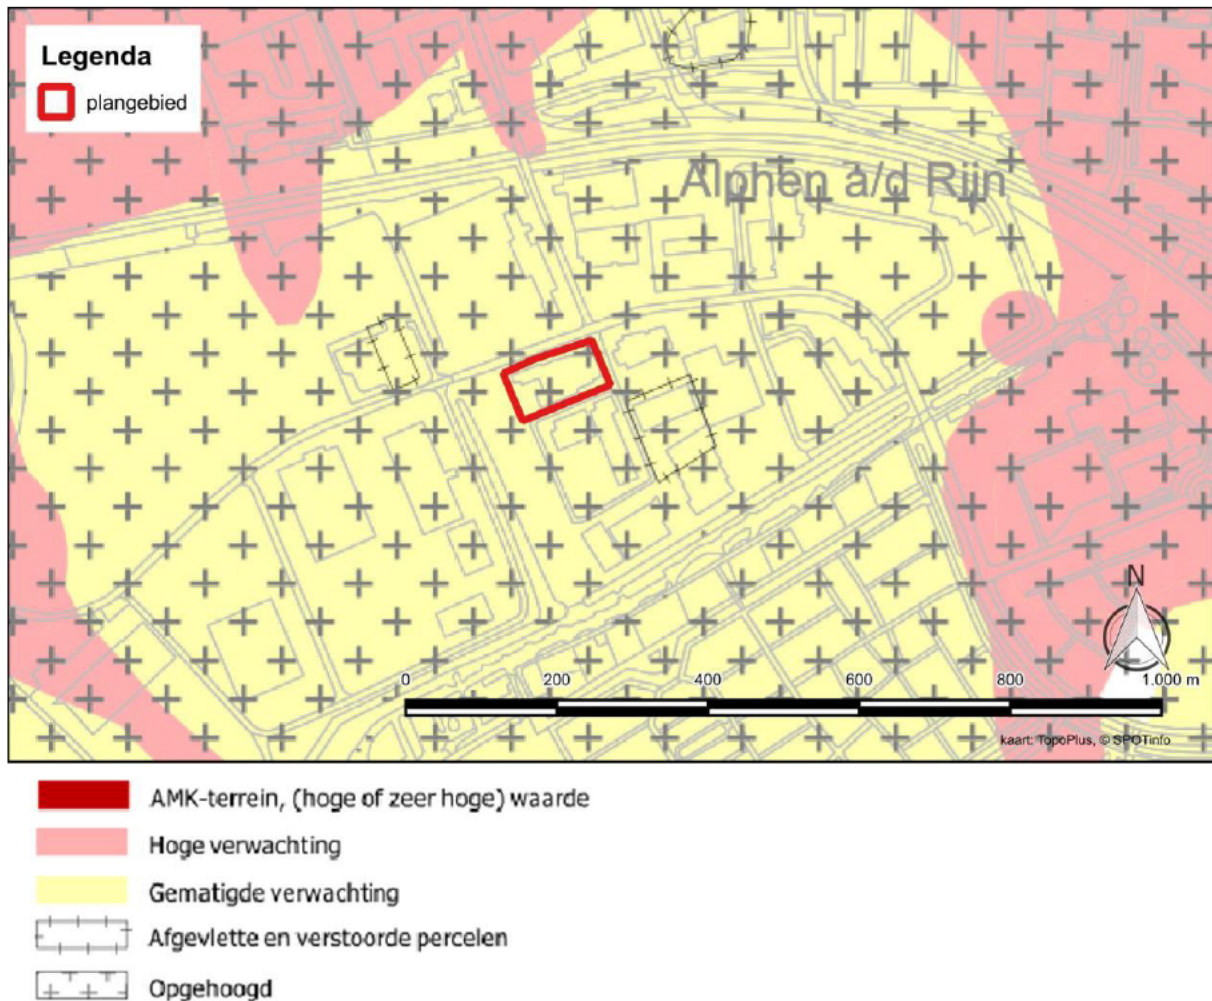 Legenda
plangebied
Alphen a/d Rijn
N
0 200 400 600 800 1.000 m
kaart: TopoPlus, © SPOTinfo
AMK-terrein, (hoge of zeer hoge) waarde
Hoge verwachting
Gematigde verwachting
Afgevlette en verstoorde percelen
Opgehoogd